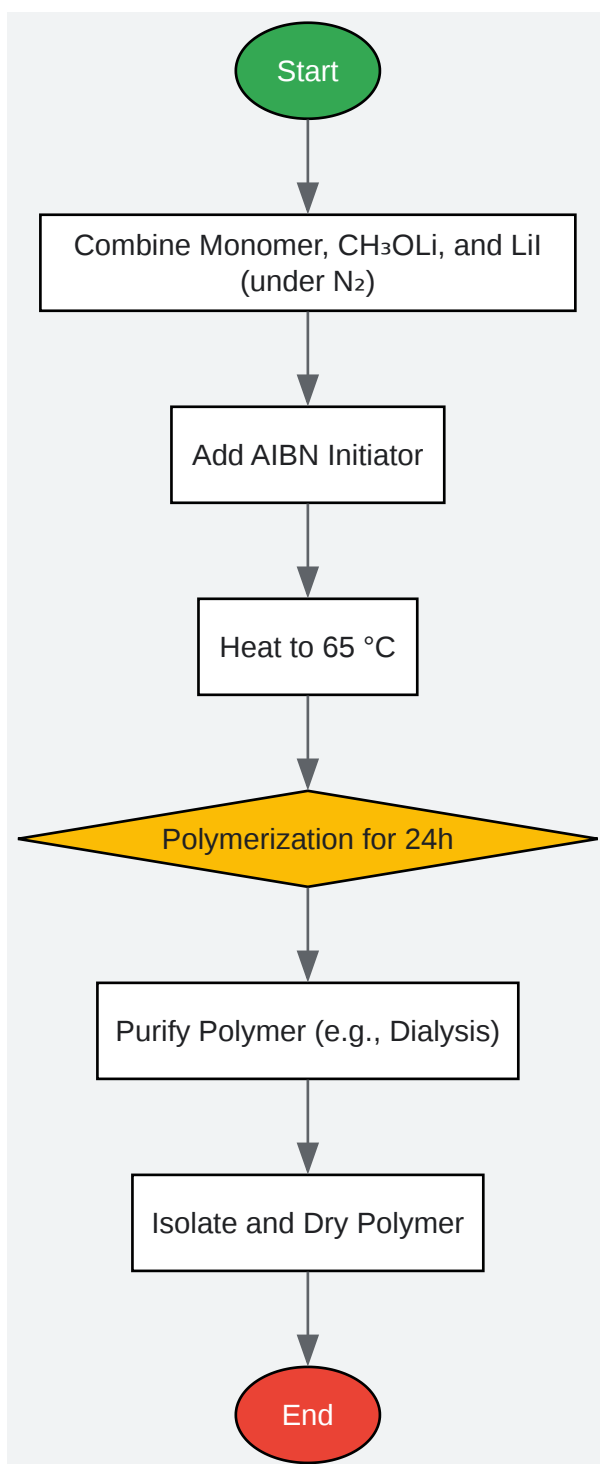 Start
Combine Monomer, CH₃OLi, and LiI
(under N₂)
Add AIBN Initiator
Heat to 65 °C
Polymerization for 24h
Purify Polymer (e.g., Dialysis)
Isolate and Dry Polymer
End